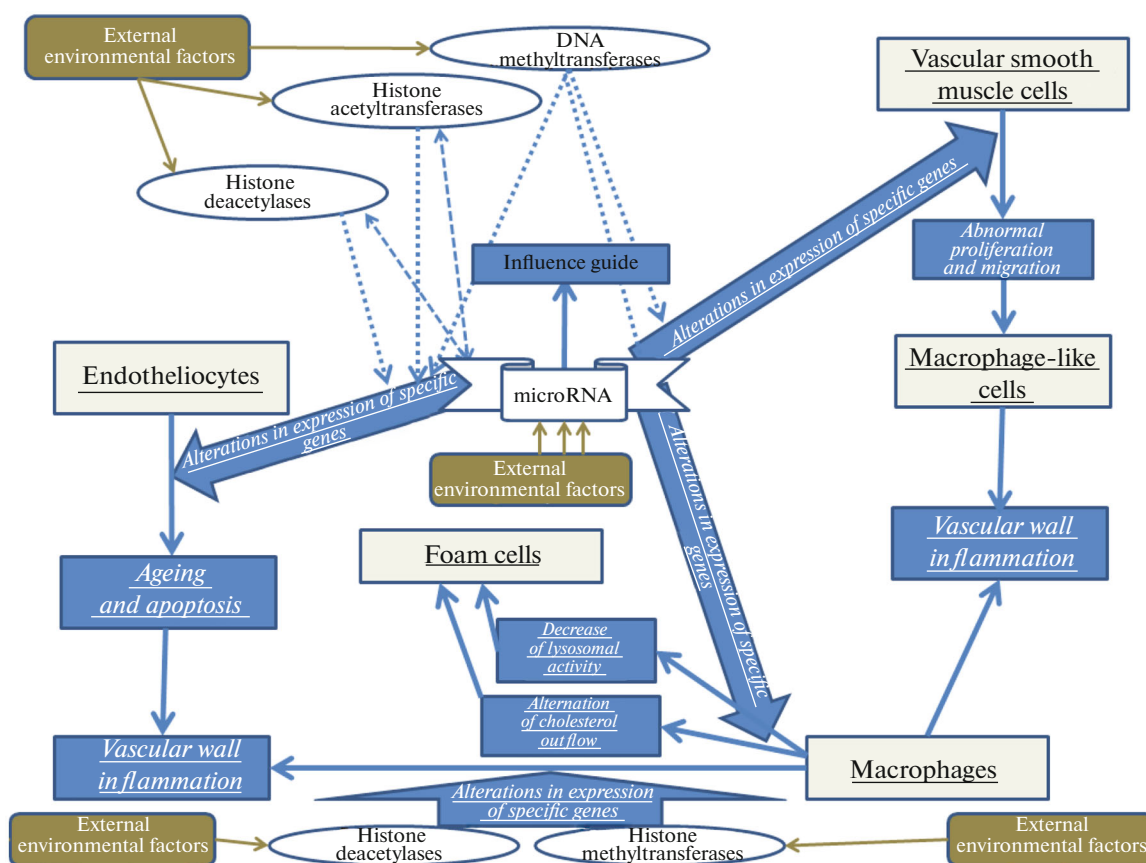 External
environmental factors
DNA
methyltransferases
Histone
acetyltransferases
Histone
deacetylases
Vascular smooth
muscle cells
Alterations in expression of specific genes
Abnormal
proliferation
and migration
Influence guide
Macrophage-like
cells
Endotheliocytes
microRNA
Alterations in expression of specific
genes
External
environmental factors
Alterations in expression of specific
genes
Vascular wall
inflammation
Foam cells
Ageing
and apoptosis
Decrease
of lysosomal
activity
Alternation
of cholesterol
outflow
Vascular wall
inflammation
Macrophages
Alterations in expression
of specific genes
External
environmental factors
Histone
deacetylases
Histone
methyltransferases
External
environmental factors